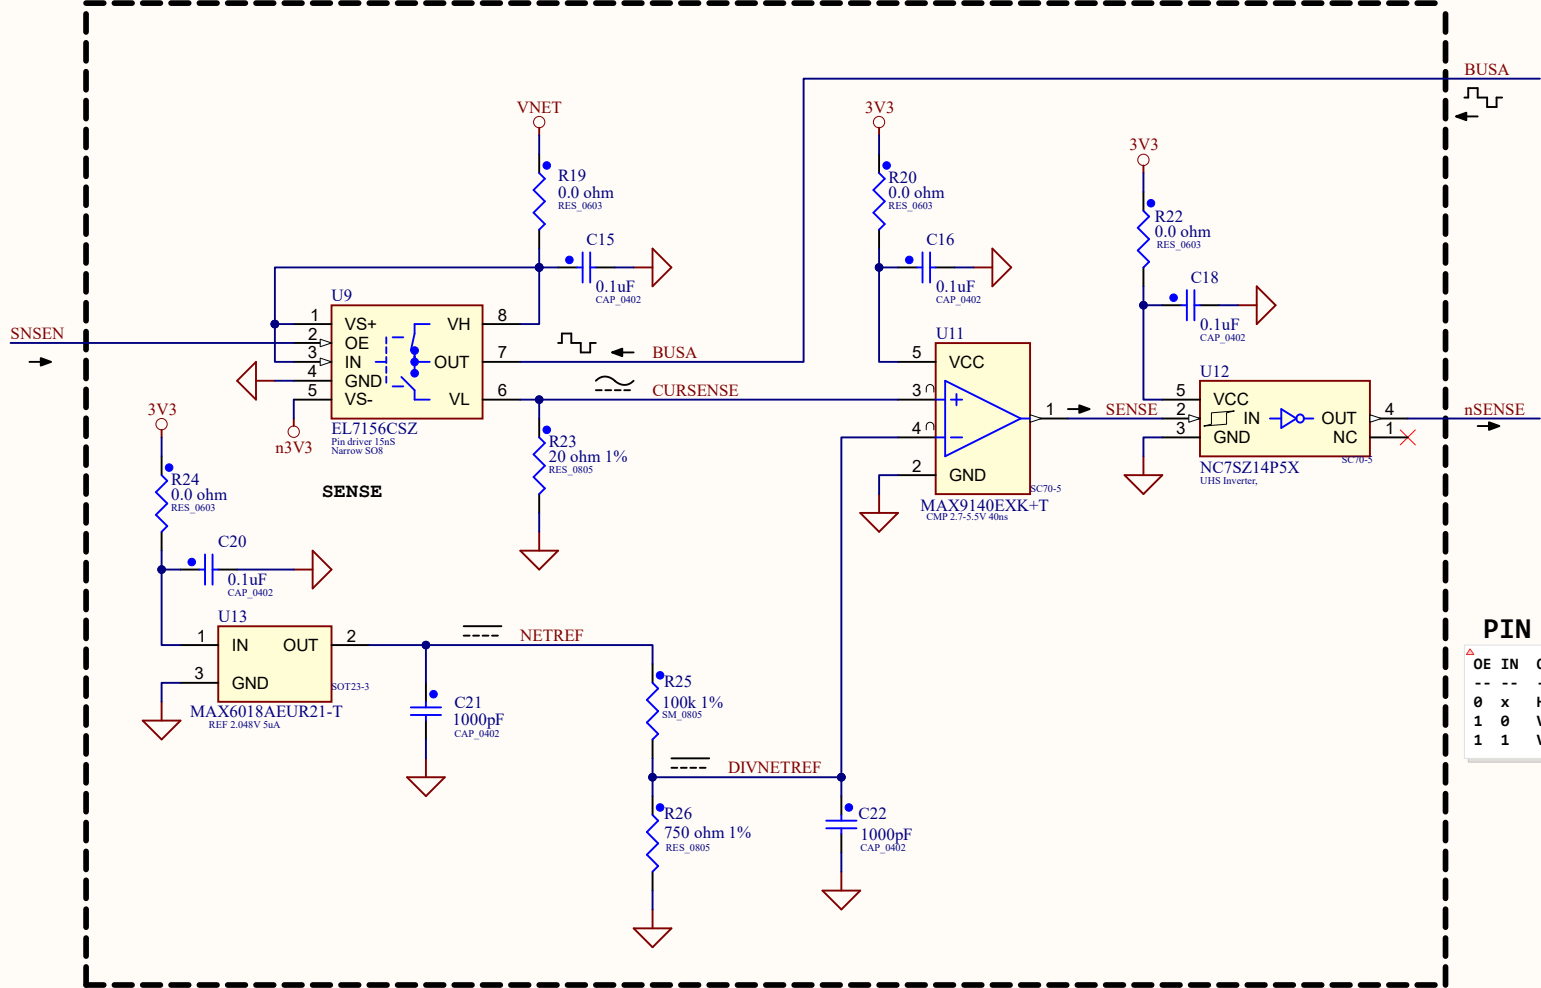 BUSA
VNET
3V3
3V3
R19
0.0 ohm
RES_0603
R20
0.0 ohm
RES_0603
R22
0.0 ohm
RES_0603
C15
0.1uF
CAP_0402
C16
0.1uF
CAP_0402
C18
0.1uF
CAP_0402
SNSEN
U9
1 VS+
2 OE
3 IN
4 GND
5 VS-
VH 8
OUT 7
VL 6
EL7156CSZ
Pin driver 15nS
Narrow SO8
n3V3
BUSA
CURSENSE
R23
20 ohm 1%
RES_0805
SENSE
U11
5 VCC
3 +
4 −
2 GND
1
SC70-5
MAX9140EXK+T
CMP 2.7-5.5V 40ns
SENSE
U12
5 VCC
2 IN
3 GND
OUT 4
NC 1
SC70-5
NC7SZ14P5X
UHS Inverter,
nSENSE
3V3
R24
0.0 ohm
RES_0603
C20
0.1uF
CAP_0402
U13
1 IN
OUT 2
3 GND
SOT23-3
MAX6018AEUR21-T
REF 2.048V 5uA
NETREF
C21
1000pF
CAP_0402
R25
100k 1%
SM_0805
DIVNETREF
R26
750 ohm 1%
RES_0805
C22
1000pF
CAP_0402
PIN
OE IN
-- --
0 x
1 0
1 1